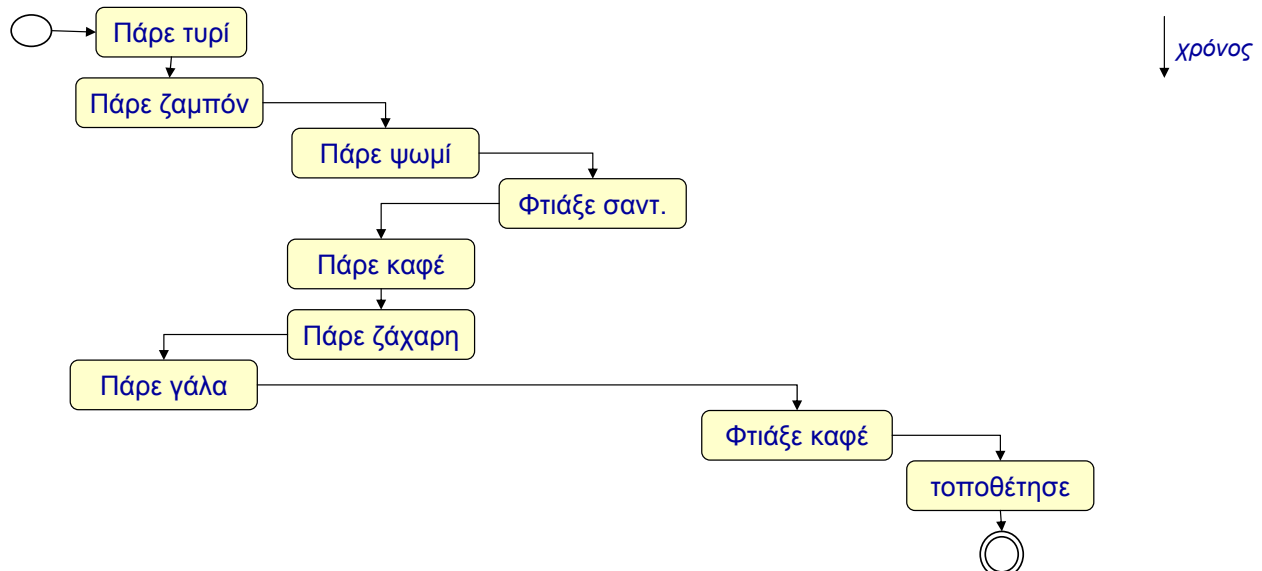 Πάρε τυρί
χρόνος
Πάρε ζαμπόν
Πάρε ψωμί
Φτιάξε σαντ.
Πάρε καφέ
Πάρε ζάχαρη
Πάρε γάλα
Φτιάξε καφέ
τοποθέτησε